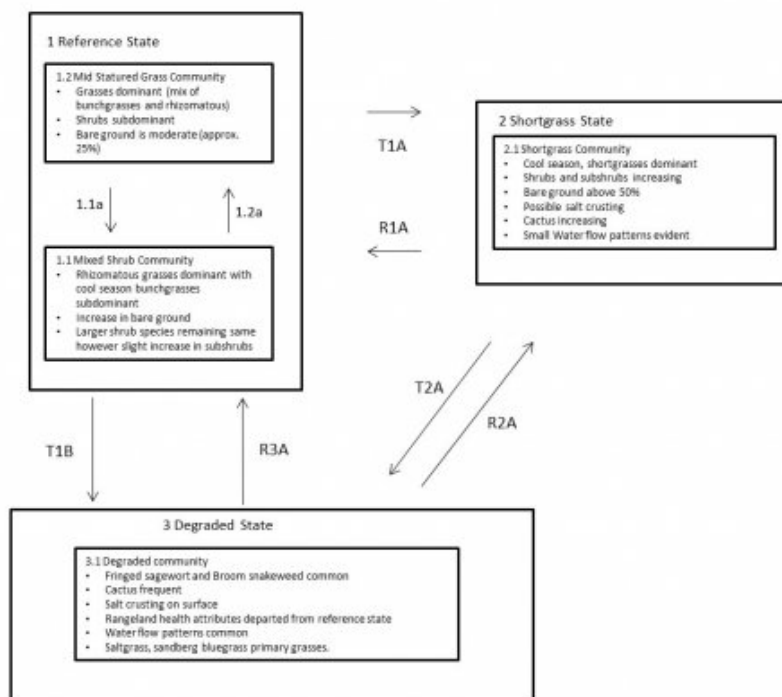 1 Reference State
1.2 Mid Statured Grass Community
• Grasses dominant (mix of
bunchgrasses and rhizomatous)
• Shrubs subdominant
• Bare ground is moderate (approx.
25%)
1.1a
1.2a
1.1 Mixed Shrub Community
• Rhizomatous grasses dominant with
cool season bunchgrasses
subdominant
• Increase in bare ground
• Larger shrub species remaining same
however slight increase in subshrubs
T1A
R1A
2 Shortgrass State
2.1 Shortgrass Community
• Cool season, shortgrasses dominant
• Shrubs and subshrubs increasing
• Bare ground above 50%
• Possible salt crusting
• Cactus increasing
• Small Water flow patterns evident
T2A
R2A
T1B
R3A
3 Degraded State
3.1 Degraded community
• Fringed sagewort and Broom snakeweed common
• Cactus frequent
• Salt crusting on surface
• Rangeland health attributes departed from reference state
• Water flow patterns common
• Saltgrass, sandberg bluegrass primary grasses.